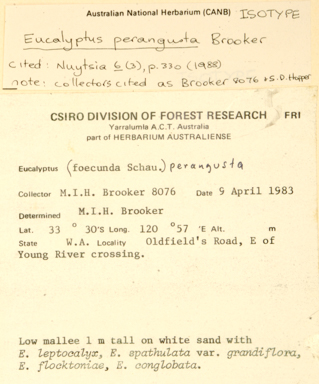 Australian National Herbarium (CANB) ISOTYPE
Eucalyptus perangusta Brooker
cited: Nuytsia 6 (3), p.330 (1988)
note: collectors cited as Brooker 8076 & S.D. Hopper
CSIRO DIVISION OF FOREST RESEARCH FRI
Yarralumla A.C.T. Australia
part of HERBARIUM AUSTRALIENSE
Eucalyptus (foecunda Schau.) perangusta
Collector M.I.H. Brooker 8076 Date 9 April 1983
Determined M.I.H. Brooker
Lat. 33 ° 30'S Long. 120 °57 'E Alt. m
State W.A. Locality Oldfield's Road, E of
Young River crossing.
Low mallee 1 m tall on white sand with
E. leptocalyx, E. spathulata var. grandiflora,
E. flocktoniae, E. conglobata.